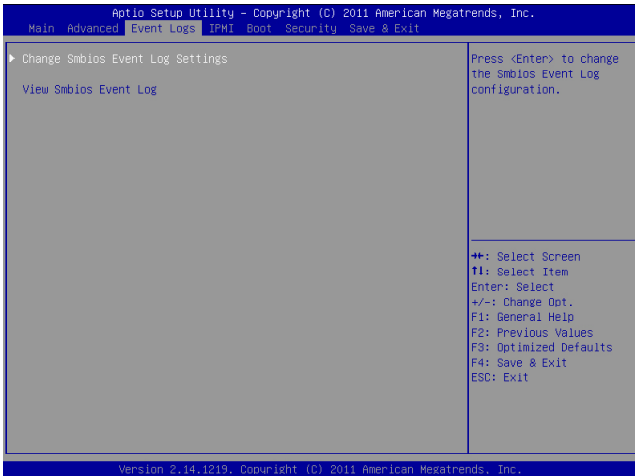 Aptio Setup Utility – Copyright (C) 2011 American Megatrends, Inc.
Main Advanced Event Logs IPMI Boot Security Save & Exit
Change Smbios Event Log Settings
View Smbios Event Log
Press <Enter> to change
the Smbios Event Log
configuration.
→←: Select Screen
↑↓: Select Item
Enter: Select
+/-: Change Opt.
F1: General Help
F2: Previous Values
F3: Optimized Defaults
F4: Save & Exit
ESC: Exit
Version 2.14.1219. Copyright (C) 2011 American Megatrends, Inc.